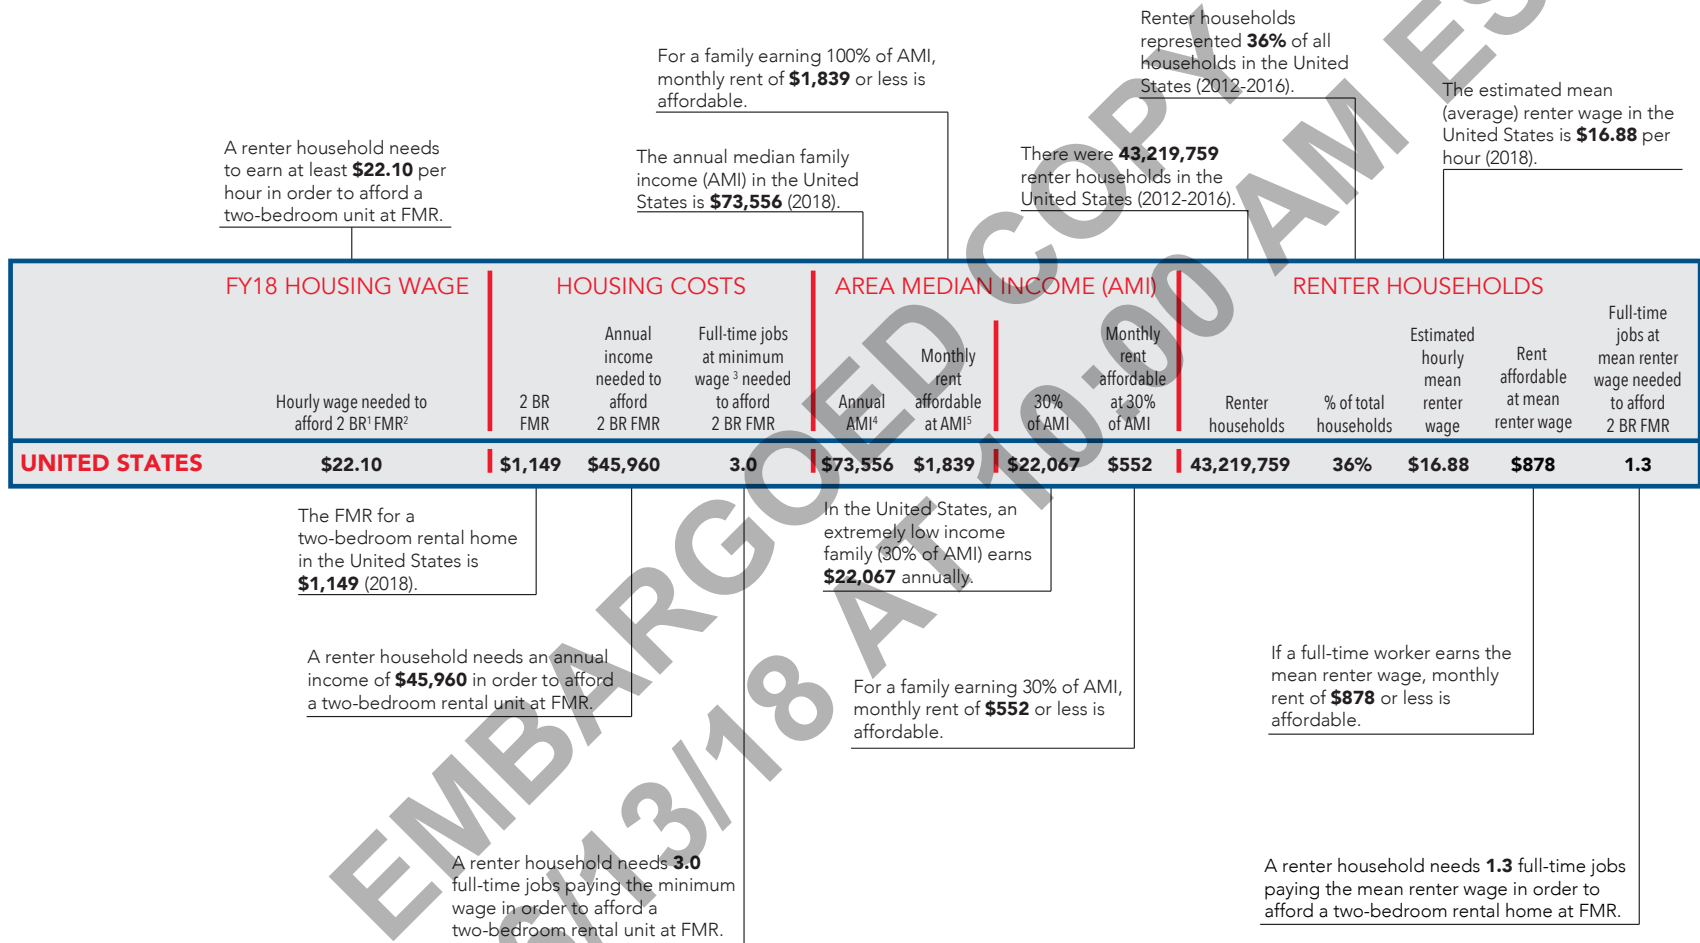 Renter households
represented 36% of all
households in the United
States (2012-2016).
For a family earning 100% of AMI,
monthly rent of $1,839 or less is
affordable.
The estimated mean
(average) renter wage in the
United States is $16.88 per
hour (2018).
A renter household needs
to earn at least $22.10 per
hour in order to afford a
two-bedroom unit at FMR.
The annual median family
income (AMI) in the United
States is $73,556 (2018).
There were 43,219,759
renter households in the
United States (2012-2016).
FY18 HOUSING WAGE
HOUSING COSTS
AREA MEDIAN INCOME (AMI)
RENTER HOUSEHOLDS
Hourly wage needed to
afford 2 BR¹ FMR²
2 BR
FMR
Annual
income
needed to
afford
2 BR FMR
Full-time jobs
at minimum
wage ³ needed
to afford
2 BR FMR
Annual
AMI⁴
Monthly
rent
affordable
at AMI⁵
30%
of AMI
Monthly
rent
affordable
at 30%
of AMI
Renter
households
% of total
households
Estimated
hourly
mean
renter
wage
Rent
affordable
at mean
renter wage
Full-time
jobs at
mean renter
wage needed
to afford
2 BR FMR
UNITED STATES $22.10 $1,149 $45,960 3.0 $73,556 $1,839 $22,067 $552 43,219,759 36% $16.88 $878 1.3
The FMR for a
two-bedroom rental home
in the United States is
$1,149 (2018).
In the United States, an
extremely low income
family (30% of AMI) earns
$22,067 annually.
A renter household needs an annual
income of $45,960 in order to afford
a two-bedroom rental unit at FMR.
For a family earning 30% of AMI,
monthly rent of $552 or less is
affordable.
If a full-time worker earns the
mean renter wage, monthly
rent of $878 or less is
affordable.
A renter household needs 3.0
full-time jobs paying the minimum
wage in order to afford a
two-bedroom rental unit at FMR.
A renter household needs 1.3 full-time jobs
paying the mean renter wage in order to
afford a two-bedroom rental home at FMR.
EMBARGOED COPY
6/13/18 AT 10:00 AM ES